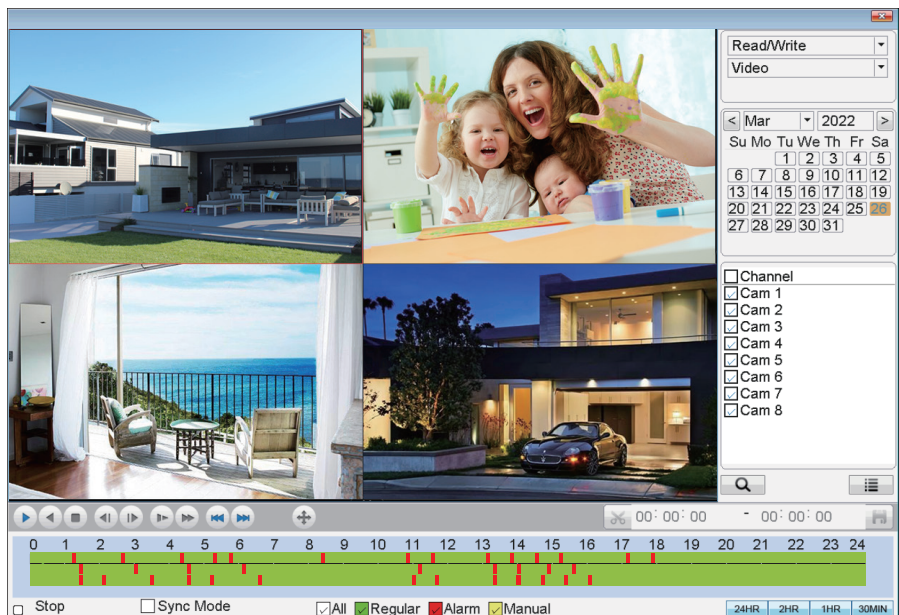 Read/Write
Video
< Mar 2022 >
Su Mo Tu We Th Fr Sa
1 2 3 4 5
6 7 8 9 10 11 12
13 14 15 16 17 18 19
20 21 22 23 24 25 26
27 28 29 30 31
Channel
Cam 1
Cam 2
Cam 3
Cam 4
Cam 5
Cam 6
Cam 7
Cam 8
00: 00: 00 - 00: 00: 00
0 1 2 3 4 5 6 7 8 9 10 11 12 13 14 15 16 17 18 19 20 21 22 23 24
Stop Sync Mode All Regular Alarm Manual 24HR 2HR 1HR 30MIN